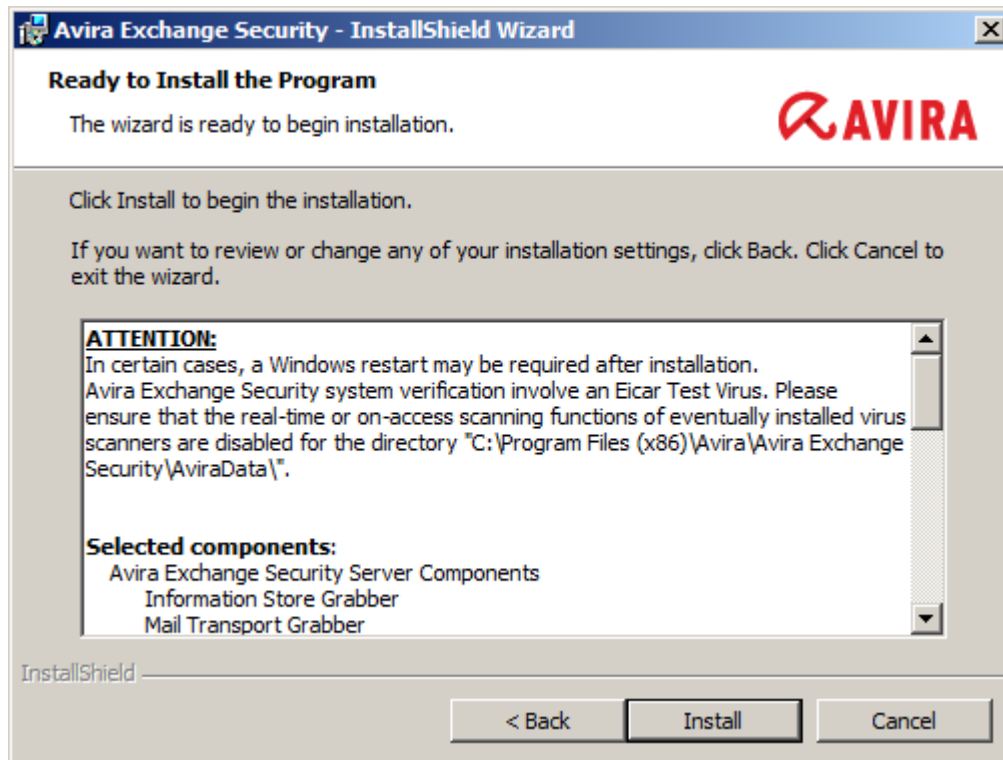 Avira Exchange Security - InstallShield Wizard
Ready to Install the Program
The wizard is ready to begin installation.
AVIRA
Click Install to begin the installation.
If you want to review or change any of your installation settings, click Back. Click Cancel to
exit the wizard.
ATTENTION:
In certain cases, a Windows restart may be required after installation.
Avira Exchange Security system verification involve an Eicar Test Virus. Please
ensure that the real-time or on-access scanning functions of eventually installed virus
scanners are disabled for the directory "C:\Program Files (x86)\Avira\Avira Exchange
Security\AviraData\".
Selected components:
Avira Exchange Security Server Components
Information Store Grabber
Mail Transport Grabber
InstallShield
< Back
Install
Cancel